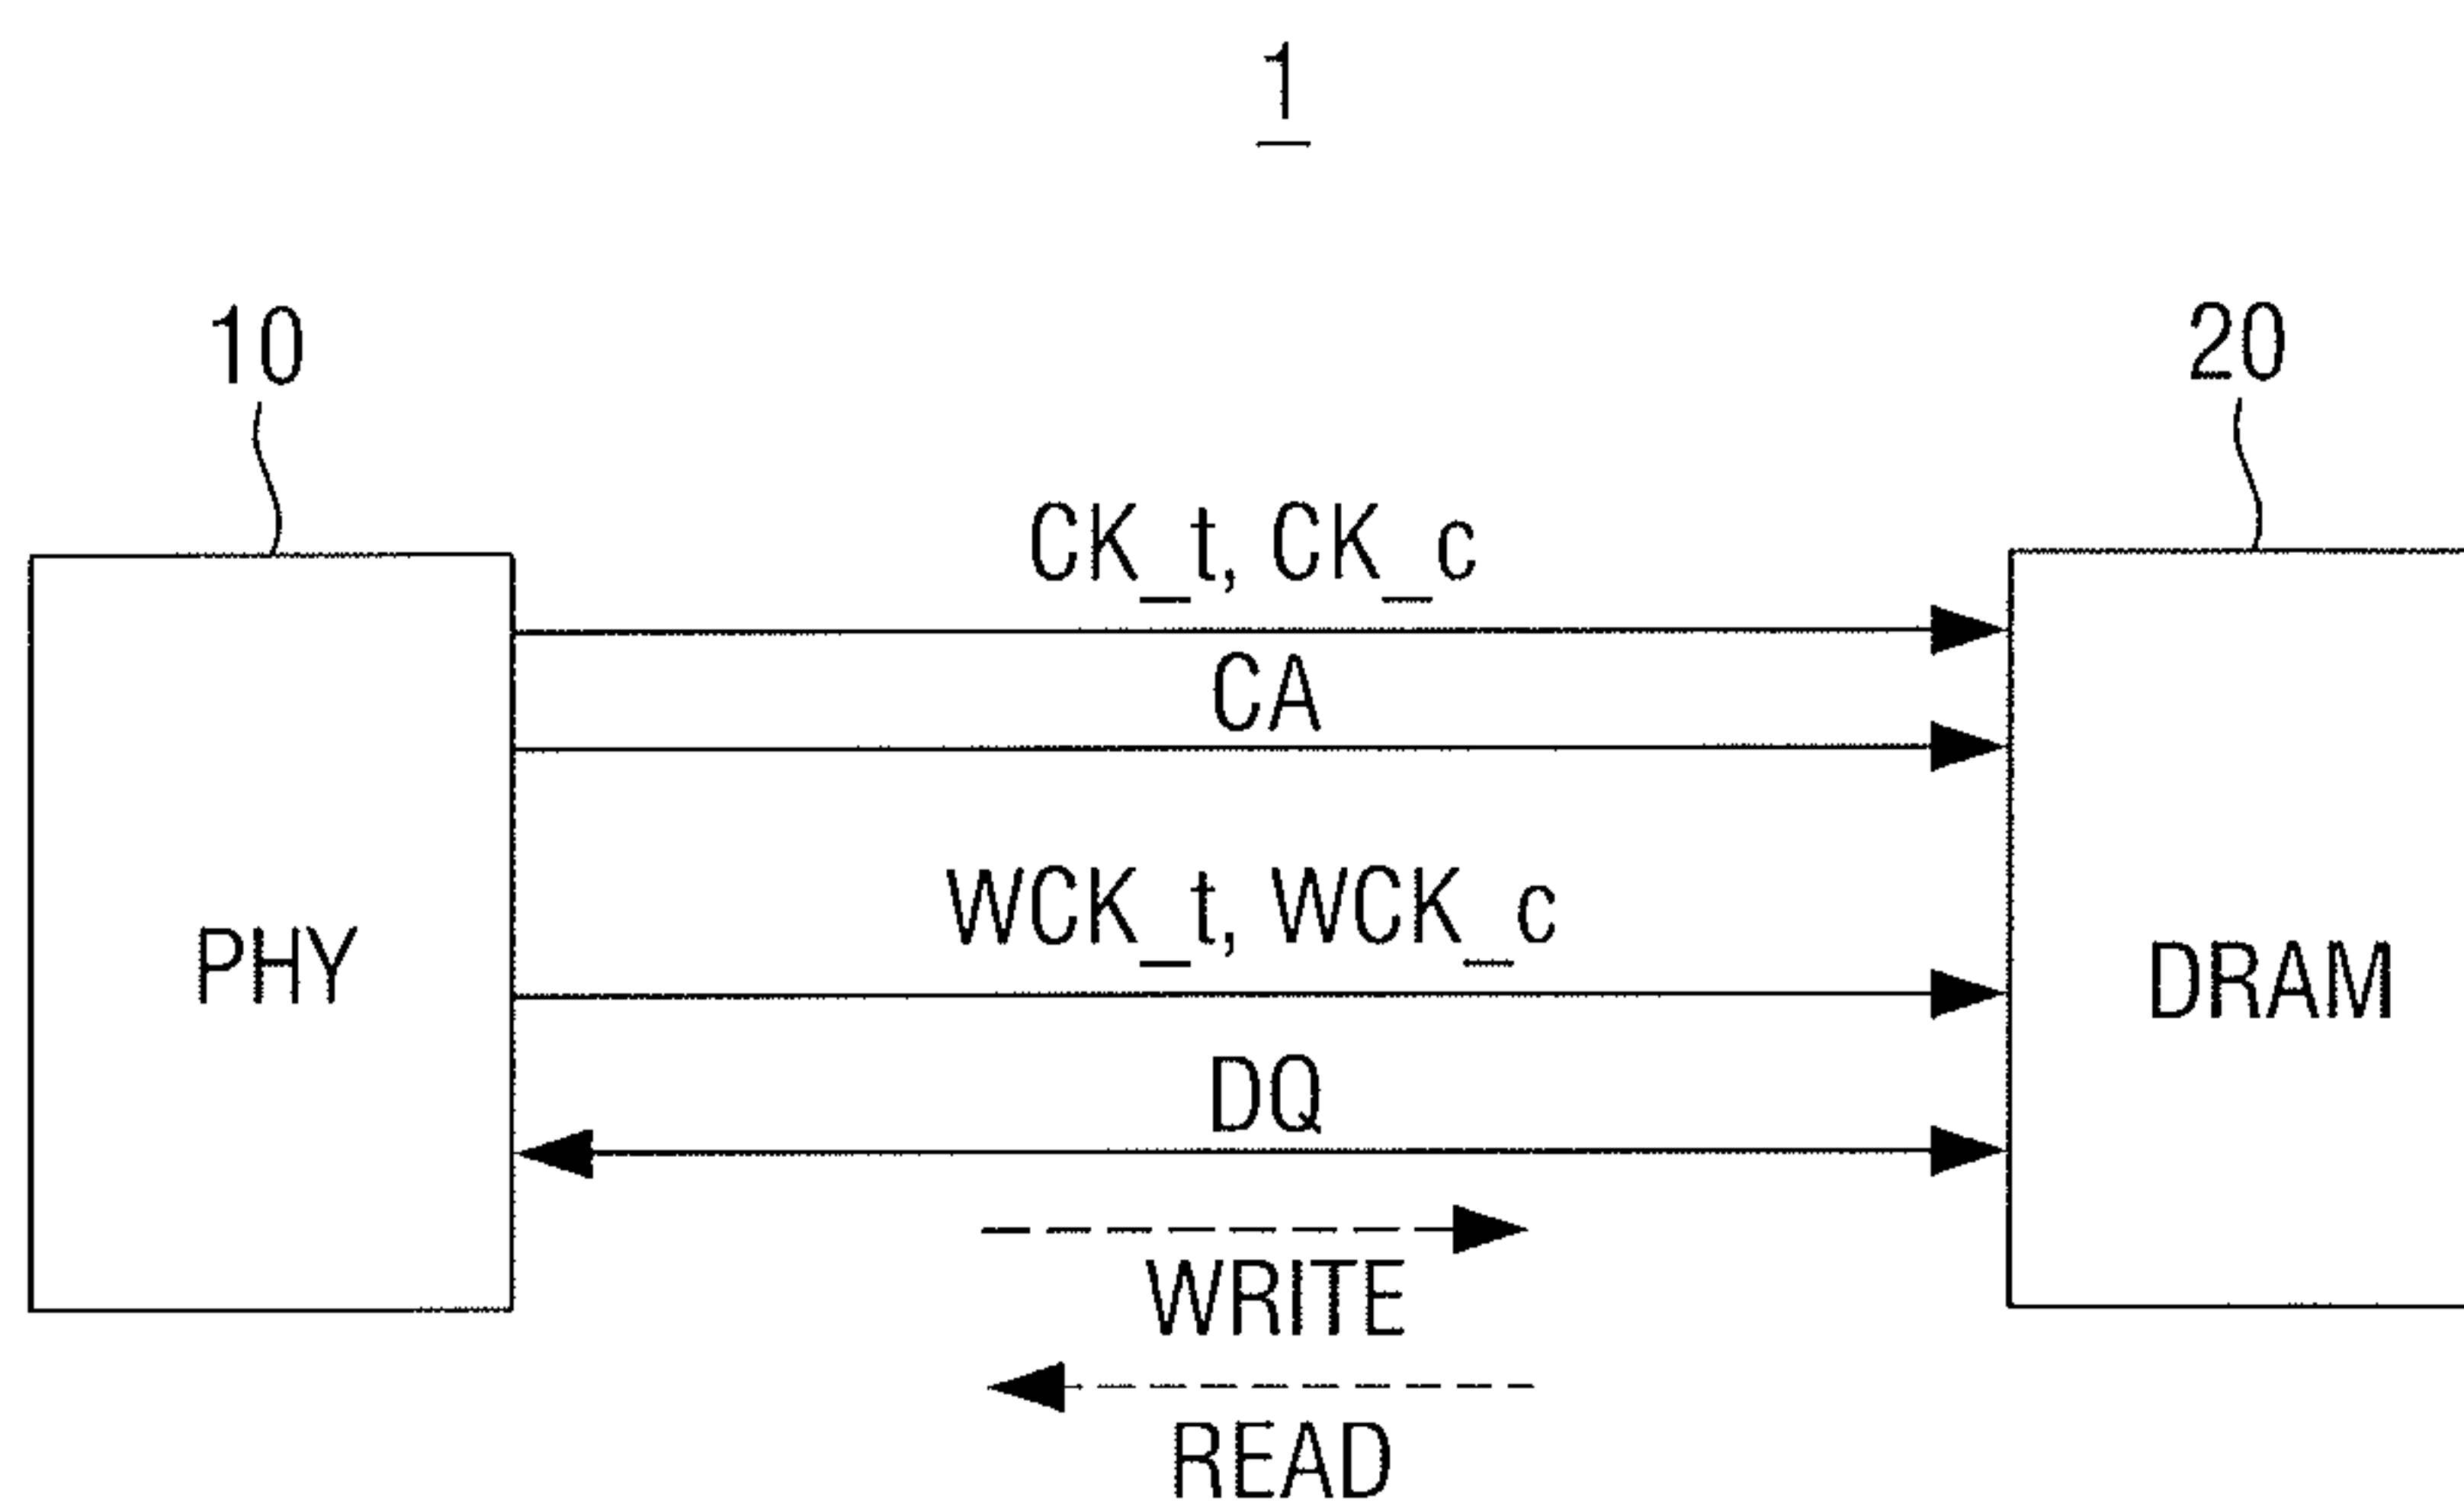 1
10
20
CK_t, CK_c
CA
WCK_t, WCK_c
PHY
DRAM
DQ
WRITE
READ